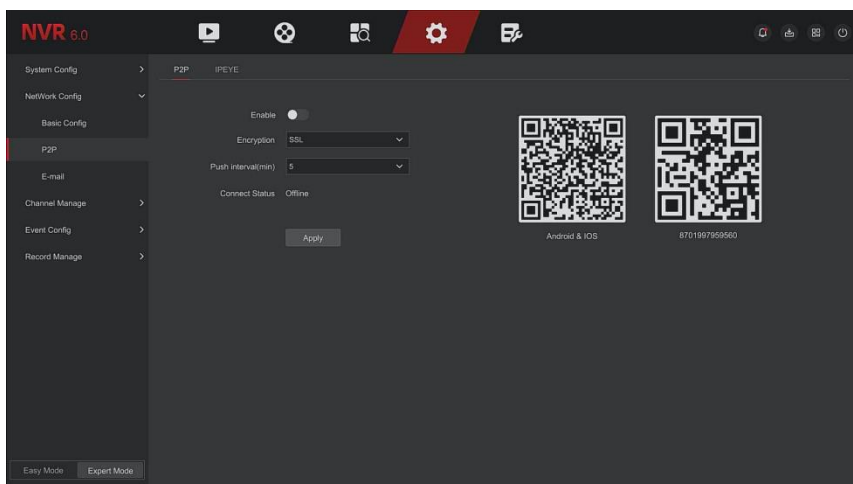 NVR 6.0
System Config
NetWork Config
Basic Config
P2P
E-mail
Channel Manage
Event Config
Record Manage
Easy Mode
Expert Mode
P2P IPEYE
Enable
Encryption SSL
Push interval(min) 5
Connect Status Offline
Apply
Android & IOS
8701997959560